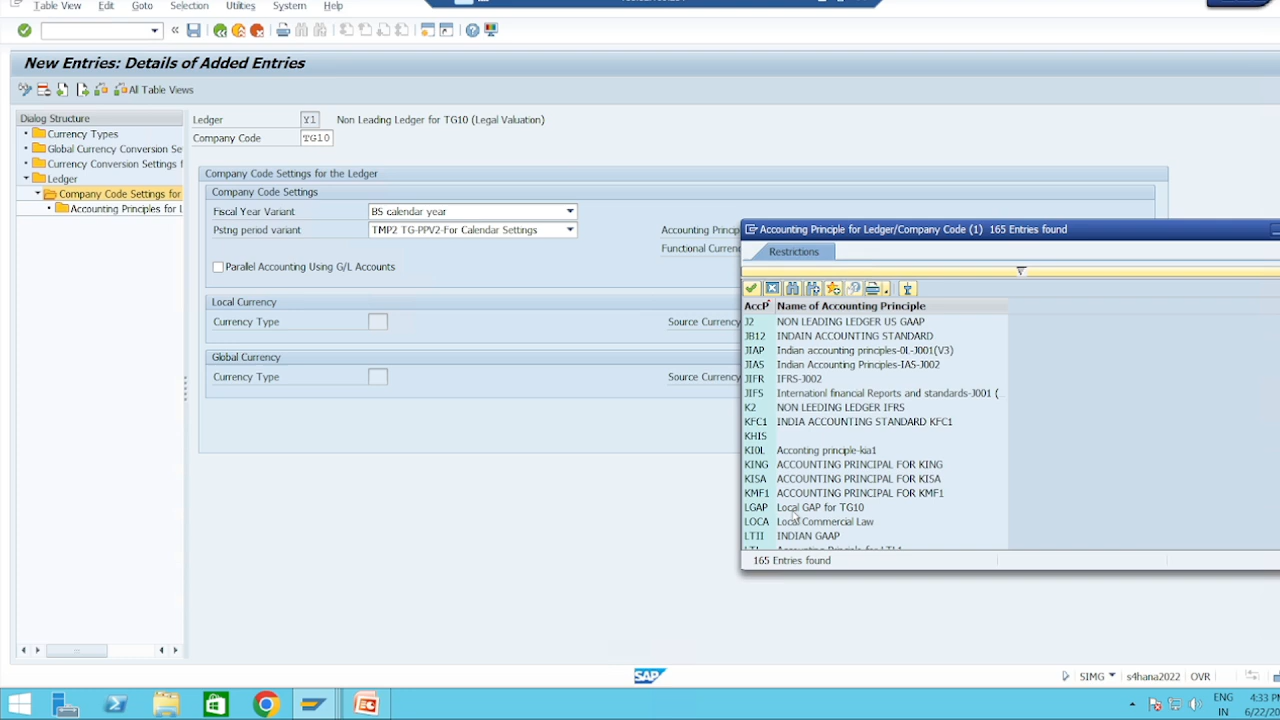 Table View Edit Goto Selection Utilities System Help
New Entries: Details of Added Entries
All Table Views
Dialog Structure
Currency Types
Global Currency Conversion Se
Currency Conversion Settings f
Ledger
Company Code Settings for
Accounting Principles for L
Ledger Y1 Non Leading Ledger for TG10 (Legal Valuation)
Company Code TG10
Company Code Settings for the Ledger
Company Code Settings
Fiscal Year Variant BS calendar year
Pstng period variant TMP2 TG-PPV2-For Calendar Settings
Accounting Princip
Functional Curren
Parallel Accounting Using G/L Accounts
Local Currency
Currency Type Source Currency
Global Currency
Currency Type Source Currency
Accounting Principle for Ledger/Company Code (1) 165 Entries found
Restrictions
AccP Name of Accounting Principle
J2 NON LEADING LEDGER US GAAP
JB12 INDAIN ACCOUNTING STANDARD
JIAP Indian accounting principles-0L-J001(V3)
JIAS Indian Accounting Principles-IAS-J002
JIFR IFRS-J002
JIFS Internationl financial Reports and standards-J001 (
K2 NON LEEDING LEDGER IFRS
KFC1 INDIA ACCOUNTING STANDARD KFC1
KHIS
KI0L Acconting principle-kia1
KING ACCOUNTING PRINCIPAL FOR KING
KISA ACCOUNTING PRINCIPAL FOR KISA
KMF1 ACCOUNTING PRINCIPAL FOR KMF1
LGAP Local GAP for TG10
LOCA Local Commercial Law
LTII INDIAN GAAP
165 Entries found
SAP
SIMG s4hana2022 OVR
ENG 4:33 PM
IN 6/22/20